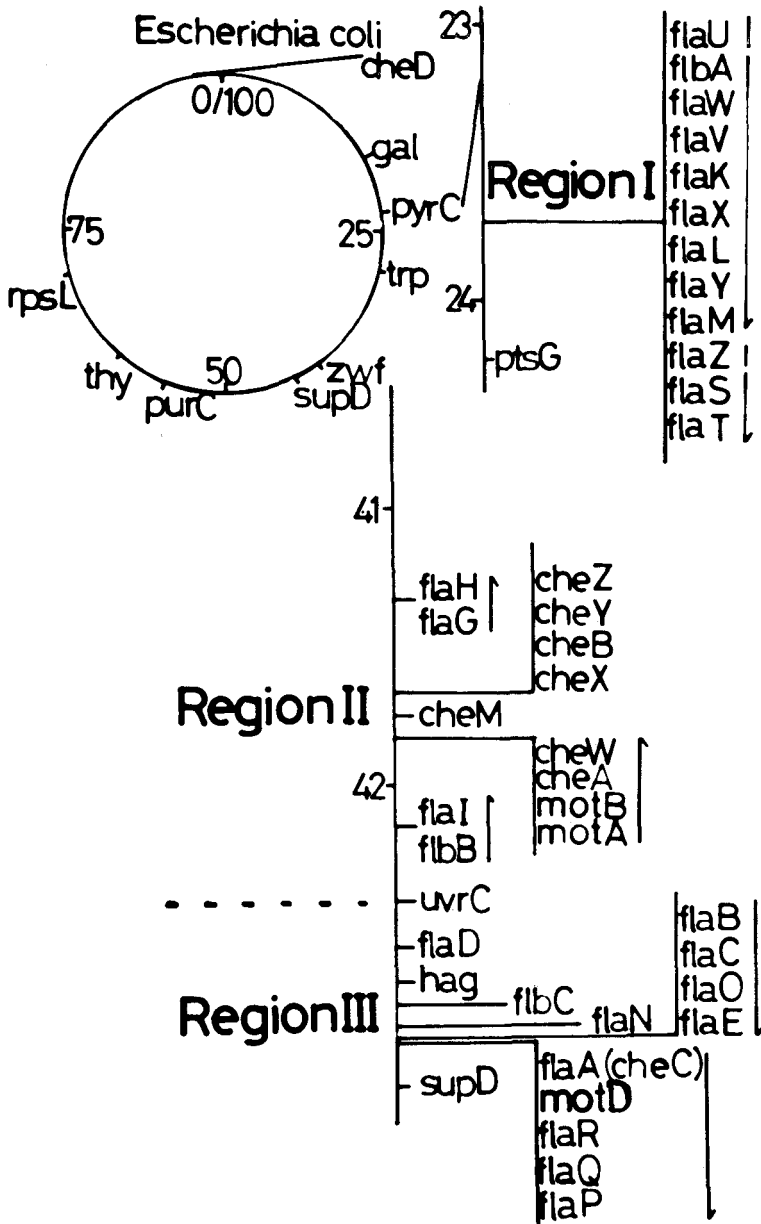 Escherichia coli
cheD
0/100
gal
pyrC
25
trp
zwf
supD
50
purC
thy
rpsL
75
23
Region I
24
ptsG
flaU
flbA
flaW
flaV
flaK
flaX
flaL
flaY
flaM
flaZ
flaS
flaT
41
flaH
flaG
cheZ
cheY
cheB
cheX
Region II
cheM
cheW
cheA
motB
motA
42
flaI
flbB
uvrC
flaD
hag
Region III
flbC
flaN
flaB
flaC
flaO
flaE
supD
flaA (cheC)
motD
flaR
flaQ
flaP